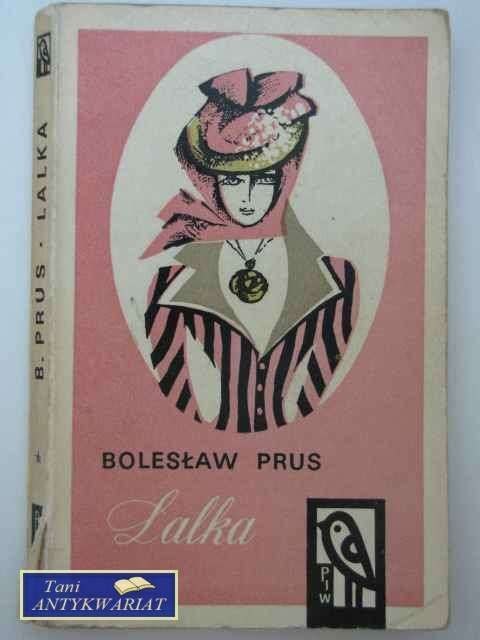 B. PRUS · LALKA
BOLESŁAW PRUS
Lalka
PIW
Tani
ANTYKWARIAT